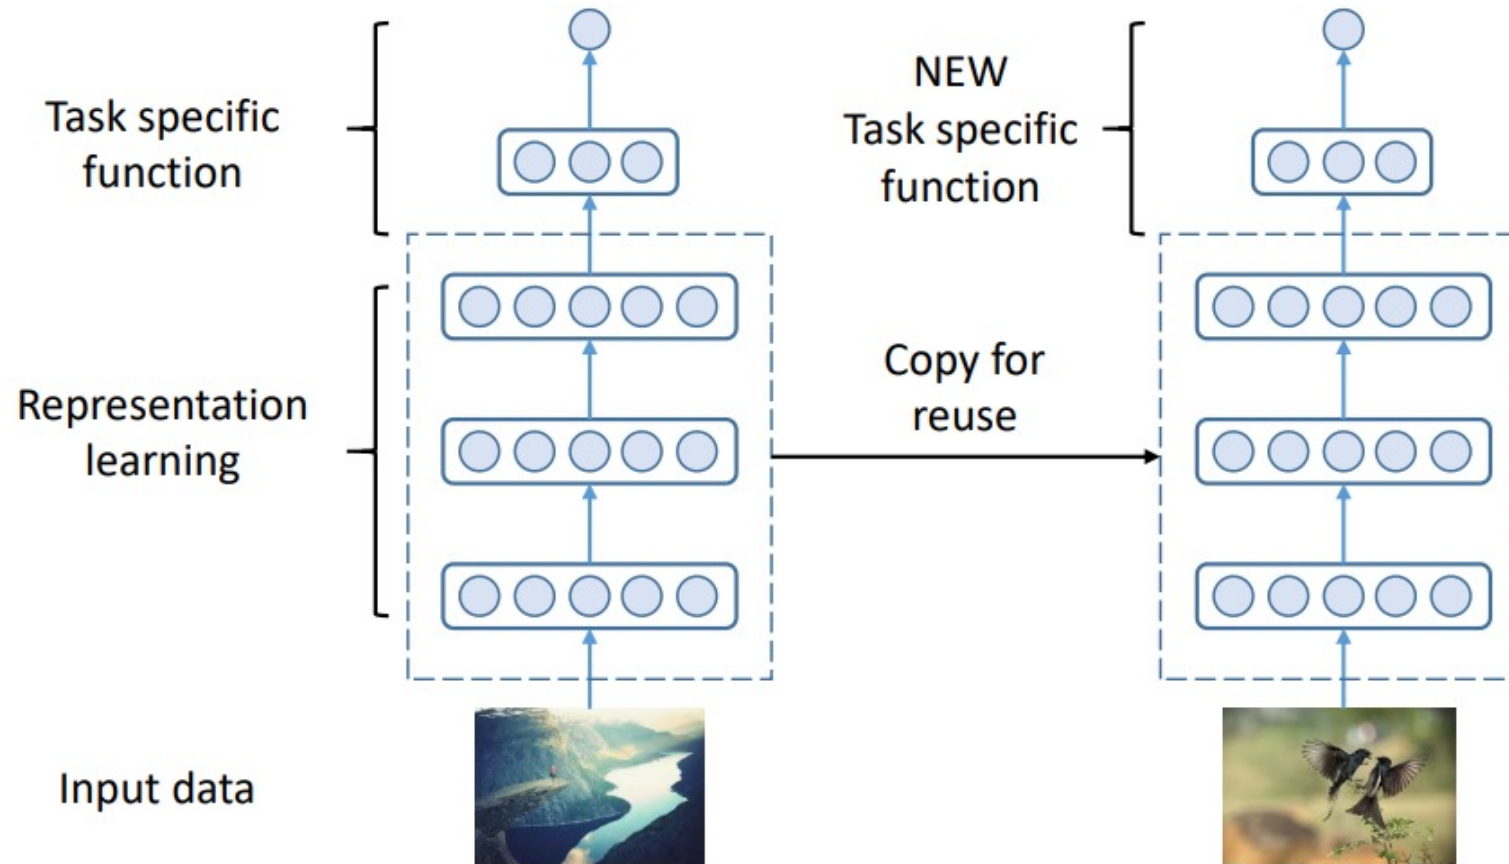 Task specific
function
NEW
Task specific
function
Representation
learning
Copy for
reuse
Input data